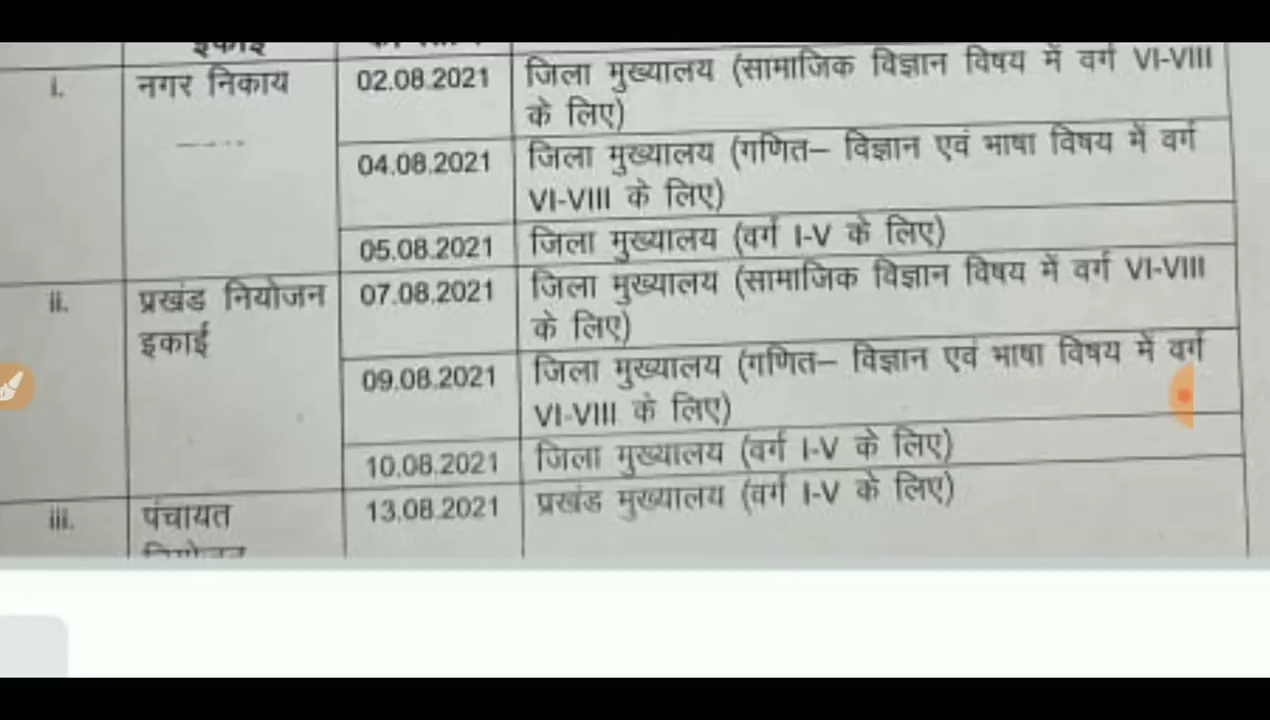 इकाई
i. नगर निकाय 02.08.2021 जिला मुख्यालय (सामाजिक विज्ञान विषय में वर्ग VI-VIII
के लिए)
04.08.2021 जिला मुख्यालय (गणित– विज्ञान एवं भाषा विषय में वर्ग
VI-VIII के लिए)
05.08.2021 जिला मुख्यालय (वर्ग I-V के लिए)
ii. प्रखंड नियोजन 07.08.2021 जिला मुख्यालय (सामाजिक विज्ञान विषय में वर्ग VI-VIII
इकाई के लिए)
09.08.2021 जिला मुख्यालय (गणित– विज्ञान एवं भाषा विषय में वर्ग
VI-VIII के लिए)
10.08.2021 जिला मुख्यालय (वर्ग I-V के लिए)
iii. पंचायत 13.08.2021 प्रखंड मुख्यालय (वर्ग I-V के लिए)
नियोजन